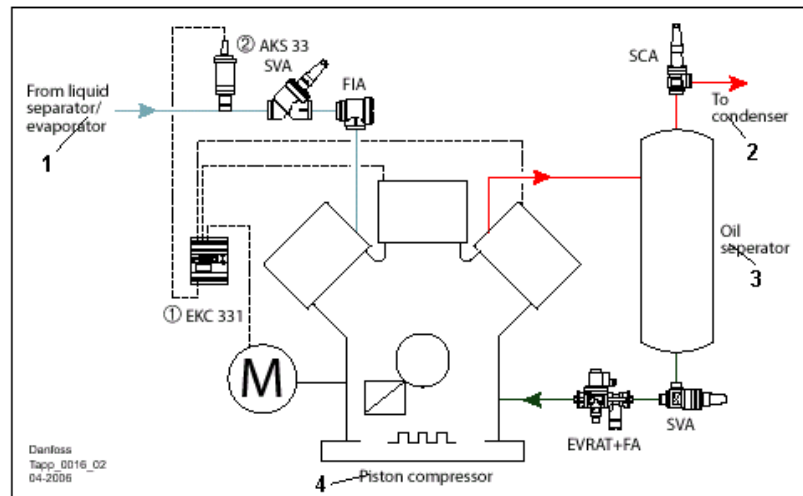 ② AKS 33
SVA
FIA
SCA
From liquid
separator/
evaporator
1
To
condenser
2
Oil
seperator
3
① EKC 331
M
EVRAT+FA
SVA
Danfoss
Tapp_0016_02
04-2006
4
Piston compressor